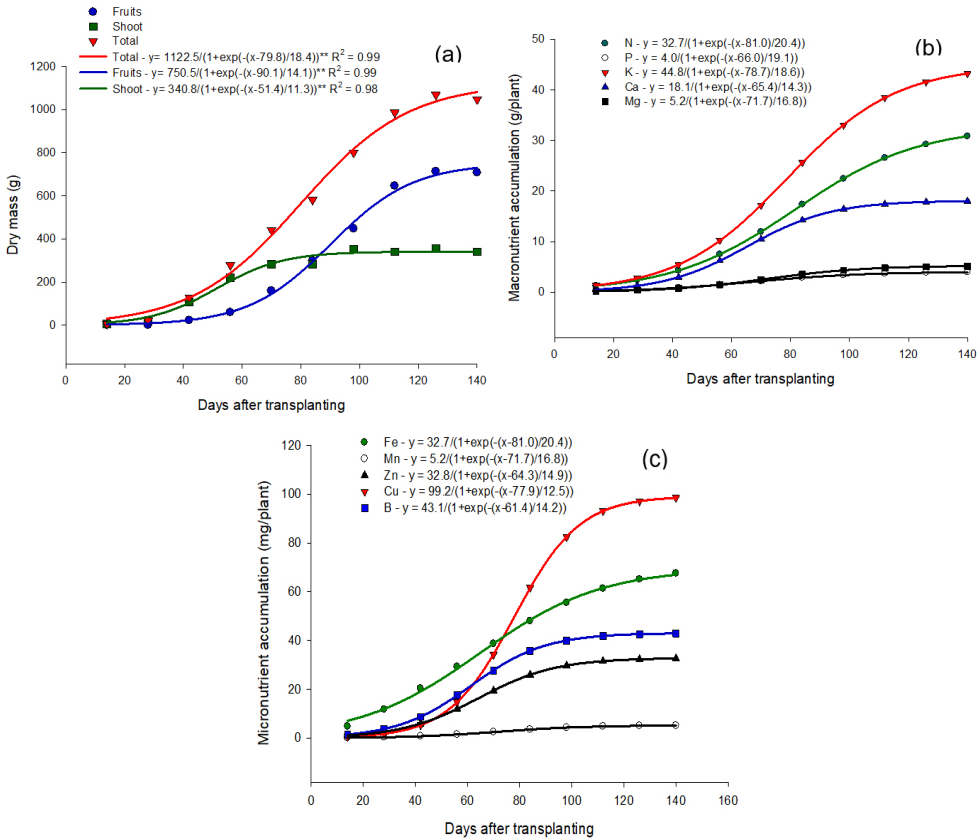 Fruits
Shoot
Total
Total - y= 1122.5/(1+exp(-(x-79.8)/18.4))** R² = 0.99
Fruits - y= 750.5/(1+exp(-(x-90.1)/14.1))** R² = 0.99
Shoot - y= 340.8/(1+exp(-(x-51.4)/11.3))** R² = 0.98
(a)
1200
1000
800
600
400
200
0
Dry mass (g)
0 20 40 60 80 100 120 140
Days after transplanting
N - y = 32.7/(1+exp(-(x-81.0)/20.4))
P - y = 4.0/(1+exp(-(x-66.0)/19.1))
K - y = 44.8/(1+exp(-(x-78.7)/18.6))
Ca - y = 18.1/(1+exp(-(x-65.4)/14.3))
Mg - y = 5.2/(1+exp(-(x-71.7)/16.8))
(b)
50
40
30
20
10
0
Macronutrient accumulation (g/plant)
0 20 40 60 80 100 120 140
Days after transplanting
Fe - y = 32.7/(1+exp(-(x-81.0)/20.4))
Mn - y = 5.2/(1+exp(-(x-71.7)/16.8))
Zn - y = 32.8/(1+exp(-(x-64.3)/14.9))
Cu - y = 99.2/(1+exp(-(x-77.9)/12.5))
B - y = 43.1/(1+exp(-(x-61.4)/14.2))
(c)
120
100
80
60
40
20
0
Micronutrient accumulation (mg/plant)
0 20 40 60 80 100 120 140 160
Days after transplanting